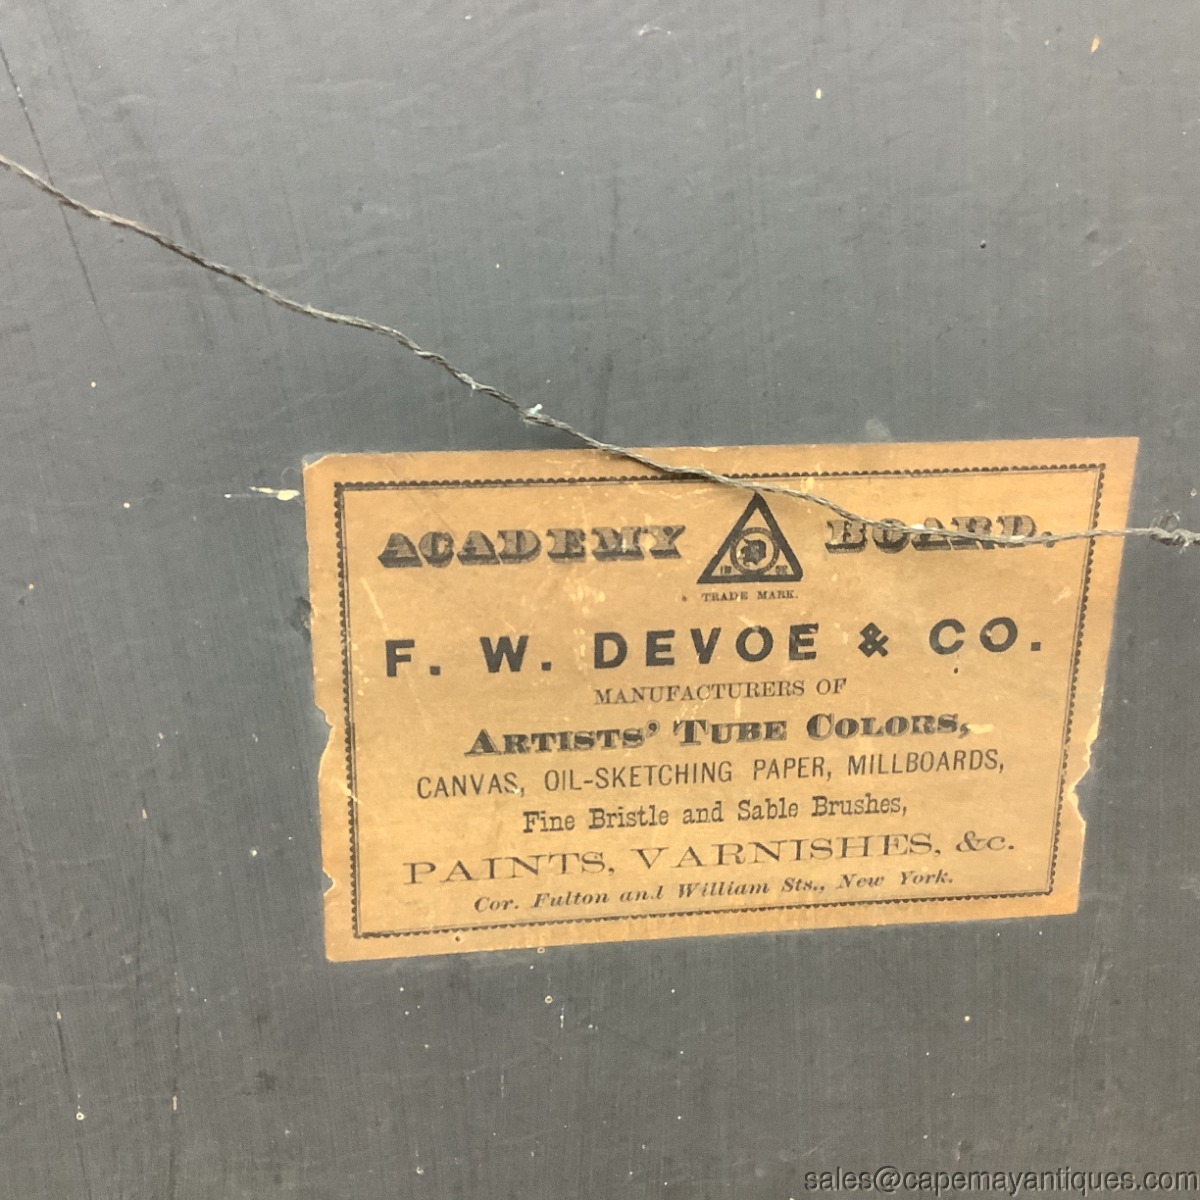 ACADEMY BOARD.
D
TRADE MARK.
F. W. DEVOE & CO.
MANUFACTURERS OF
ARTISTS' TUBE COLORS,
CANVAS, OIL-SKETCHING PAPER, MILLBOARDS,
Fine Bristle and Sable Brushes,
PAINTS, VARNISHES, &c.
Cor. Fulton and William Sts., New York.
sales@capemayantiques.com